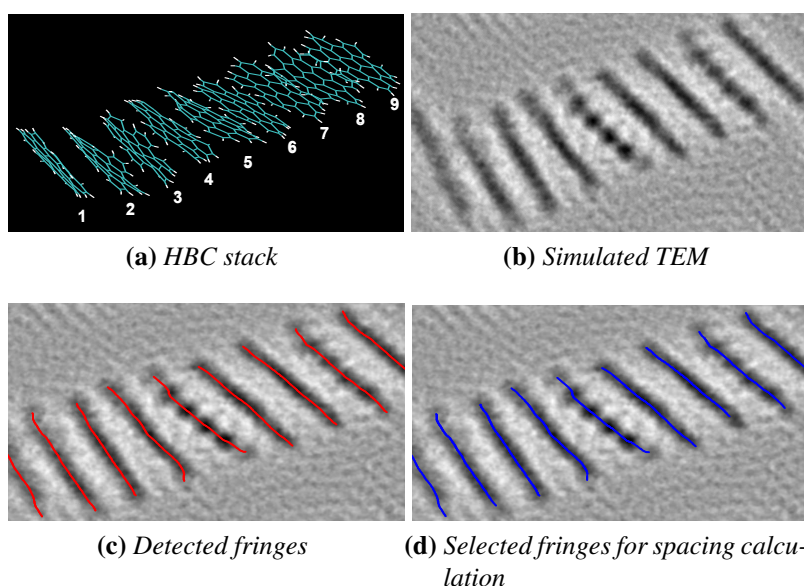 1
2
3
4
5
6
7
8
9
(a) HBC stack
(b) Simulated TEM
(c) Detected fringes
(d) Selected fringes for spacing calcu-
lation